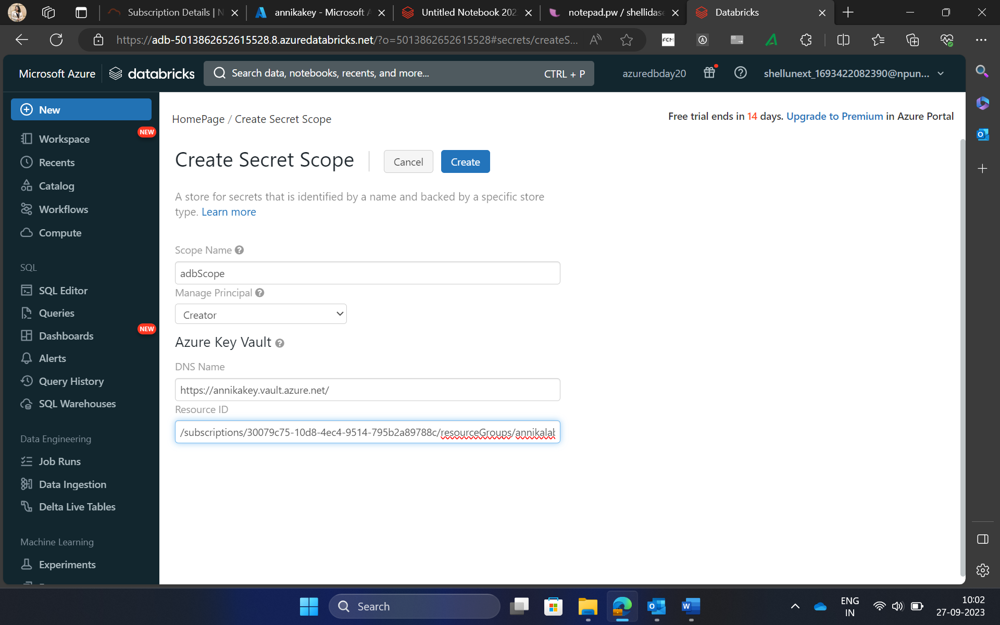 Subscription Details | N
annikakey - Microsoft A
Untitled Notebook 202
notepad.pw / shellidase
Databricks
https://adb-5013862652615528.8.azuredatabricks.net/?o=5013862652615528#secrets/createS...
Microsoft Azure
databricks
Search data, notebooks, recents, and more...
CTRL + P
azuredbday20
shellunext_1693422082390@npun...
New
Workspace
NEW
Recents
Catalog
Workflows
Compute
SQL
SQL Editor
Queries
Dashboards
NEW
Alerts
Query History
SQL Warehouses
Data Engineering
Job Runs
Data Ingestion
Delta Live Tables
Machine Learning
Experiments
HomePage / Create Secret Scope
Free trial ends in 14 days. Upgrade to Premium in Azure Portal
Create Secret Scope
Cancel
Create
A store for secrets that is identified by a name and backed by a specific store
type. Learn more
Scope Name
adbScope
Manage Principal
Creator
Azure Key Vault
DNS Name
https://annikakey.vault.azure.net/
Resource ID
/subscriptions/30079c75-10d8-4ec4-9514-795b2a89788c/resourceGroups/annikalab
Search
ENG
IN
10:02
27-09-2023